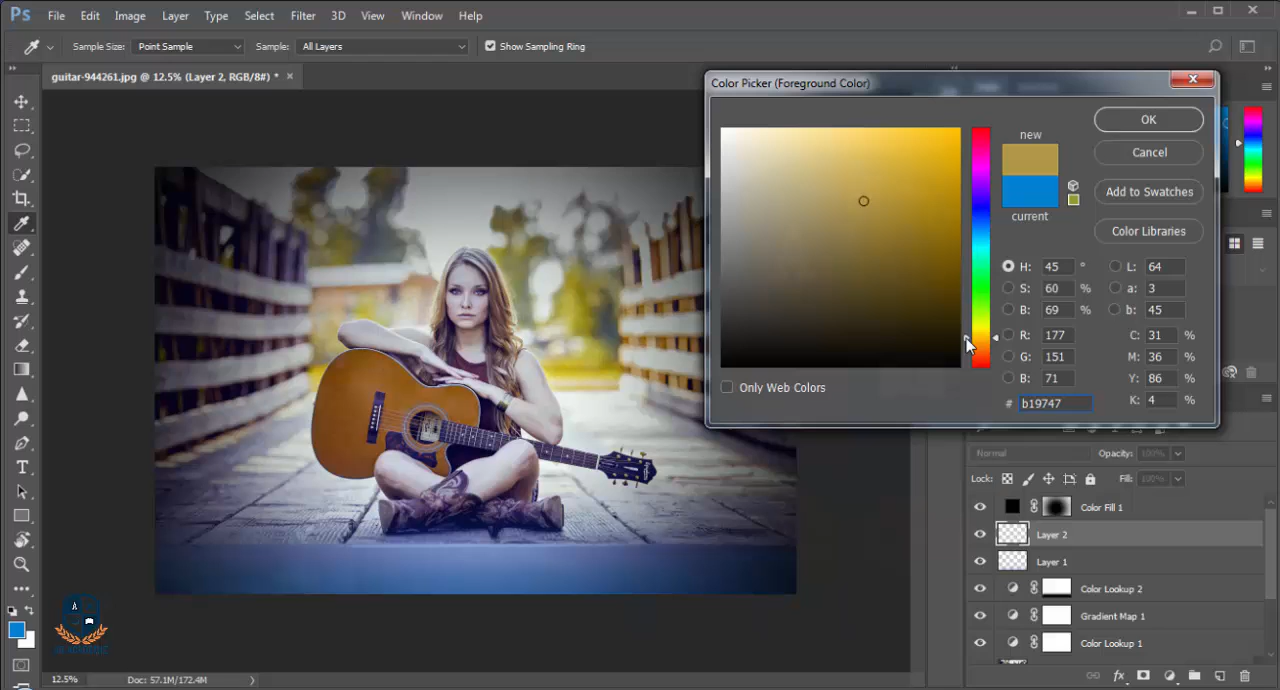 Ps File Edit Image Layer Type Select Filter 3D View Window Help
Sample Size: Point Sample Sample: All Layers Show Sampling Ring
guitar-944261.jpg @ 12.5% (Layer 2, RGB/8#) *
Color Picker (Foreground Color)
new
OK
Cancel
Add to Swatches
current
Color Libraries
H: 45 ° L: 64
S: 60 % a: 3
B: 69 % b: 45
R: 177 C: 31 %
G: 151 M: 36 %
B: 71 Y: 86 %
# b19747 K: 4 %
Only Web Colors
Normal Opacity: 100%
Lock: Fill: 100%
Color Fill 1
Layer 2
Layer 1
Color Lookup 2
Gradient Map 1
Color Lookup 1
12.5% Doc: 57.1M/172.4M